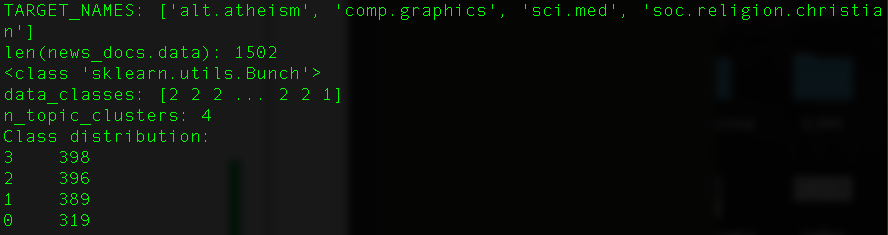 TARGET_NAMES: ['alt.atheism', 'comp.graphics', 'sci.med', 'soc.religion.christia
n']
len(news_docs.data): 1502
<class 'sklearn.utils.Bunch'>
data_classes: [2 2 2 ... 2 2 1]
n_topic_clusters: 4
Class distribution:
3    398
2    396
1    389
0    319